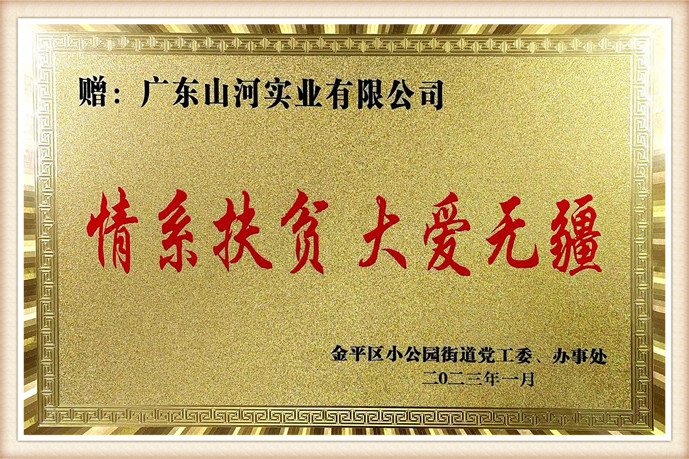 赠：广东山河实业有限公司
情系扶贫 大爱无疆
金平区小公园街道党工委、办事处
二0二三年一月